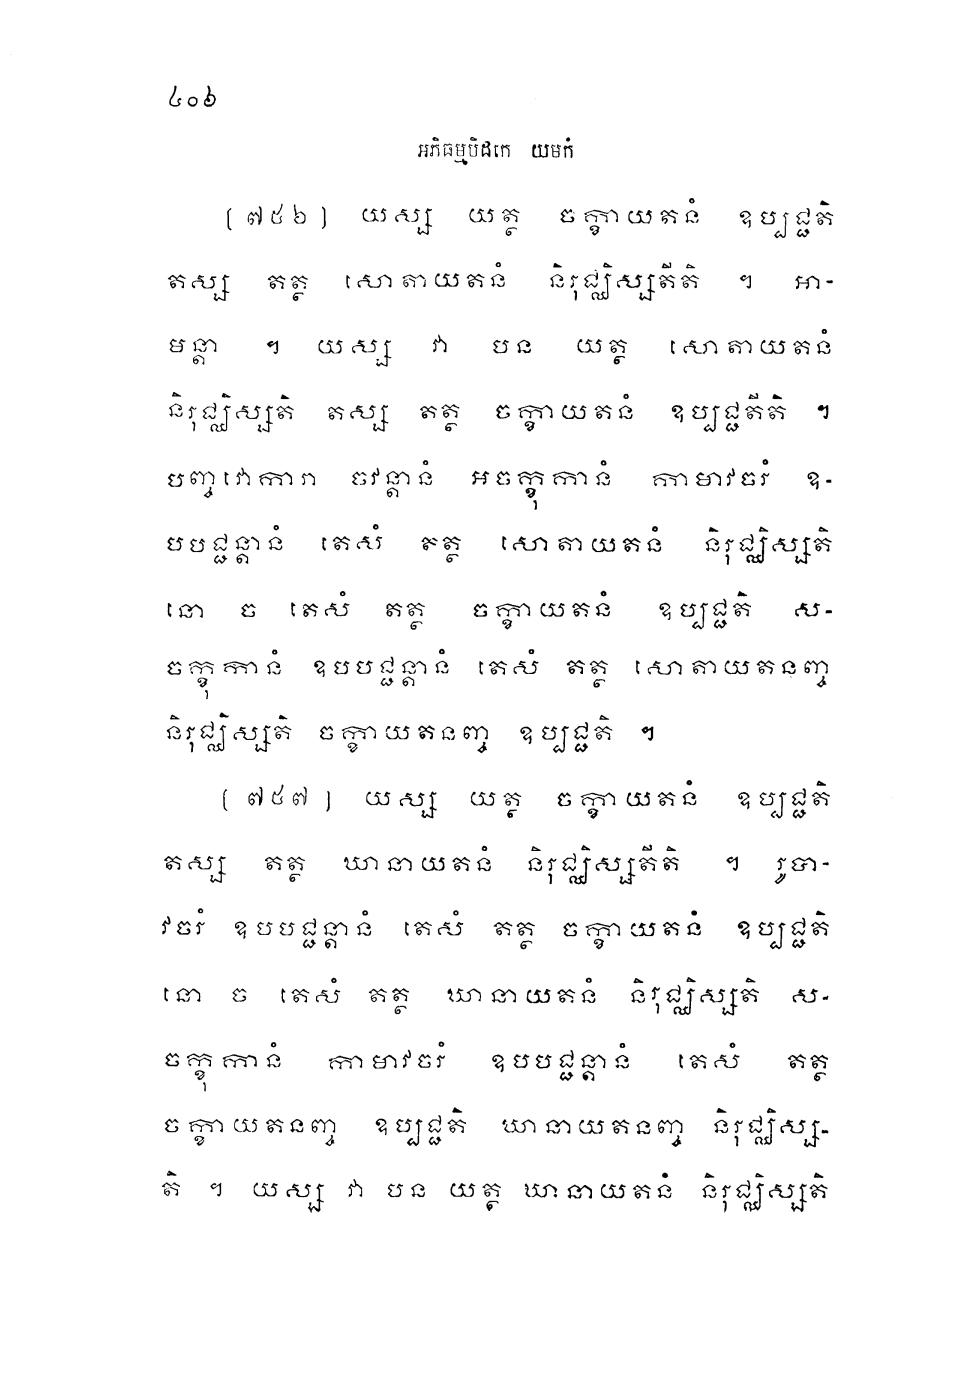 ៤០៦
អភិធម្មបិដកេ យមកំ
(៧៥៦) យស្ស យត្ថ ចក្ខាយតនំ ឧប្បជ្ជតិ
តស្ស តត្ថ សោតាយតនំ និរុជ្ឈិស្សតីតិ ។ អា-
មន្តា ។ យស្ស វា បន យត្ថ សោតាយតនំ
និរុជ្ឈិស្សតិ តស្ស តត្ថ ចក្ខាយតនំ ឧប្បជ្ជតីតិ ។
បញ្ចវោការា ចវន្តានំ អចក្ខុកានំ កាមាវចរំ ឧ-
បបជ្ជន្តានំ តេសំ តត្ថ សោតាយតនំ និរុជ្ឈិស្សតិ
នោ ច តេសំ តត្ថ ចក្ខាយតនំ ឧប្បជ្ជតិ ស-
ចក្ខុកានំ ឧបបជ្ជន្តានំ តេសំ តត្ថ សោតាយតនញ្ច
និរុជ្ឈិស្សតិ ចក្ខាយតនញ្ច ឧប្បជ្ជតិ ។
(៧៥៧) យស្ស យត្ថ ចក្ខាយតនំ ឧប្បជ្ជតិ
តស្ស តត្ថ ឃានាយតនំ និរុជ្ឈិស្សតីតិ ។ រូបា-
វចរំ ឧបបជ្ជន្តានំ តេសំ តត្ថ ចក្ខាយតនំ ឧប្បជ្ជតិ
នោ ច តេសំ តត្ថ ឃានាយតនំ និរុជ្ឈិស្សតិ ស-
ចក្ខុកានំ កាមាវចរំ ឧបបជ្ជន្តានំ តេសំ តត្ថ
ចក្ខាយតនញ្ច ឧប្បជ្ជតិ ឃានាយតនញ្ច និរុជ្ឈិស្ស-
តិ ។ យស្ស វា បន យត្ថ ឃានាយតនំ និរុជ្ឈិស្សតិ